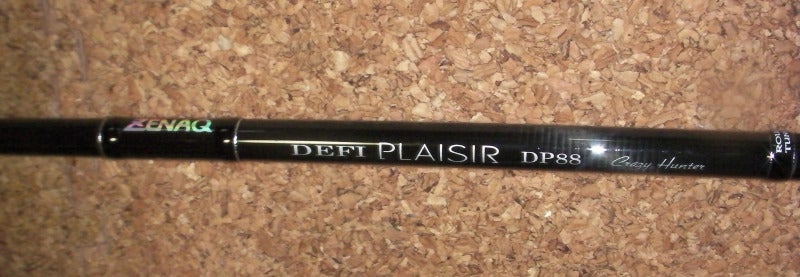 ZENAQ
DEFI PLAISIR DP88 Crazy Hunter